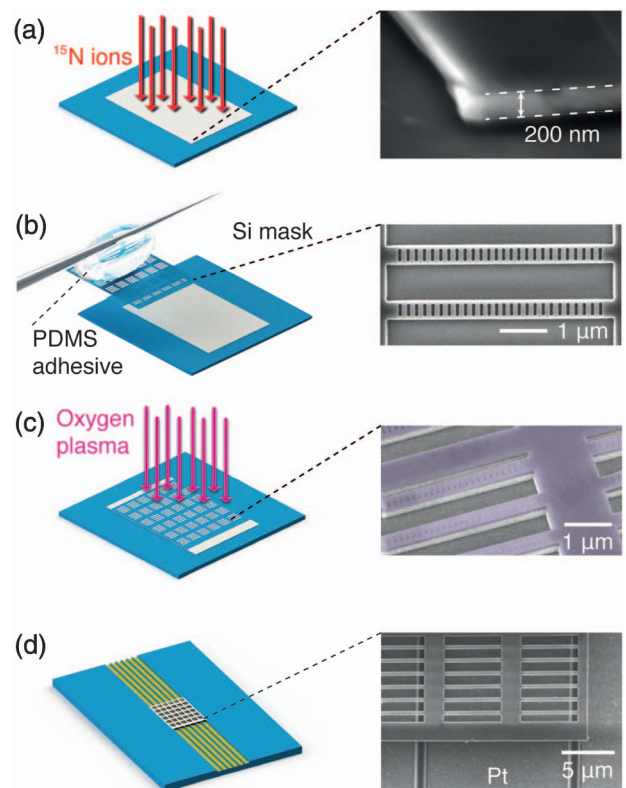 (a)
¹⁵N ions
200 nm
(b)
Si mask
PDMS
adhesive
1 μm
(c)
Oxygen
plasma
1 μm
(d)
5 μm
Pt